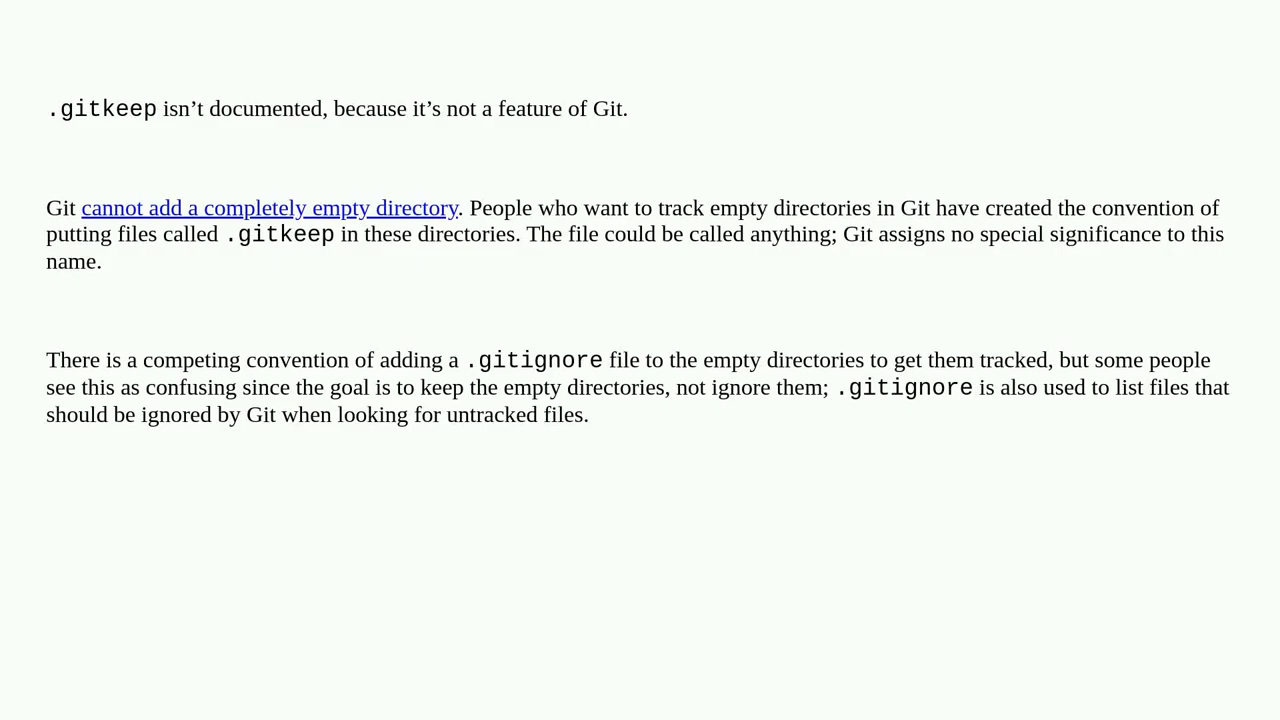 .gitkeep isn’t documented, because it’s not a feature of Git.
Git cannot add a completely empty directory. People who want to track empty directories in Git have created the convention of
putting files called .gitkeep in these directories. The file could be called anything; Git assigns no special significance to this
name.
There is a competing convention of adding a .gitignore file to the empty directories to get them tracked, but some people
see this as confusing since the goal is to keep the empty directories, not ignore them; .gitignore is also used to list files that
should be ignored by Git when looking for untracked files.